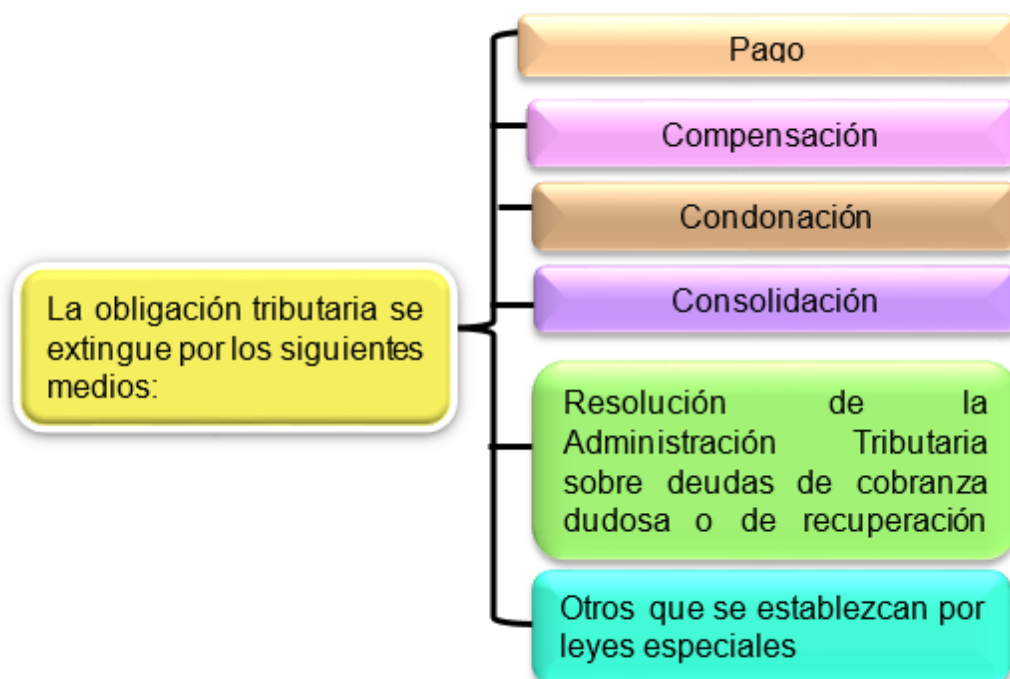 La obligación tributaria se
extingue por los siguientes
medios:
Pago
Compensación
Condonación
Consolidación
Resolución de la
Administración Tributaria
sobre deudas de cobranza
dudosa o de recuperación
Otros que se establezcan por
leyes especiales